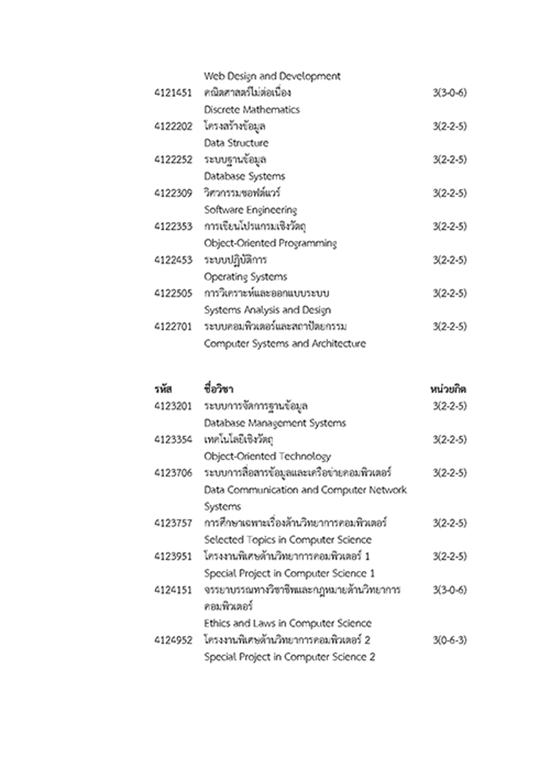 Web Design and Development
4121451 คณิตศาสตร์ไม่ต่อเนื่อง 3(3-0-6)
Discrete Mathematics
4122202 โครงสร้างข้อมูล 3(2-2-5)
Data Structure
4122252 ระบบฐานข้อมูล 3(2-2-5)
Database Systems
4122309 วิศวกรรมซอฟต์แวร์ 3(2-2-5)
Software Engineering
4122353 การเขียนโปรแกรมเชิงวัตถุ 3(2-2-5)
Object-Oriented Programming
4122453 ระบบปฏิบัติการ 3(2-2-5)
Operating Systems
4122505 การวิเคราะห์และออกแบบระบบ 3(2-2-5)
Systems Analysis and Design
4122701 ระบบคอมพิวเตอร์และสถาปัตยกรรม 3(2-2-5)
Computer Systems and Architecture
รหัส ชื่อวิชา หน่วยกิต
4123201 ระบบการจัดการฐานข้อมูล 3(2-2-5)
Database Management Systems
4123354 เทคโนโลยีเชิงวัตถุ 3(2-2-5)
Object-Oriented Technology
4123706 ระบบการสื่อสารข้อมูลและเครือข่ายคอมพิวเตอร์ 3(2-2-5)
Data Communication and Computer Network
Systems
4123757 การศึกษาเฉพาะเรื่องด้านวิทยาการคอมพิวเตอร์ 3(2-2-5)
Selected Topics in Computer Science
4123951 โครงงานพิเศษด้านวิทยาการคอมพิวเตอร์ 1 3(2-2-5)
Special Project in Computer Science 1
4124151 จรรยาบรรณทางวิชาชีพและกฎหมายด้านวิทยาการ 3(3-0-6)
คอมพิวเตอร์
Ethics and Laws in Computer Science
4124952 โครงงานพิเศษด้านวิทยาการคอมพิวเตอร์ 2 3(0-6-3)
Special Project in Computer Science 2